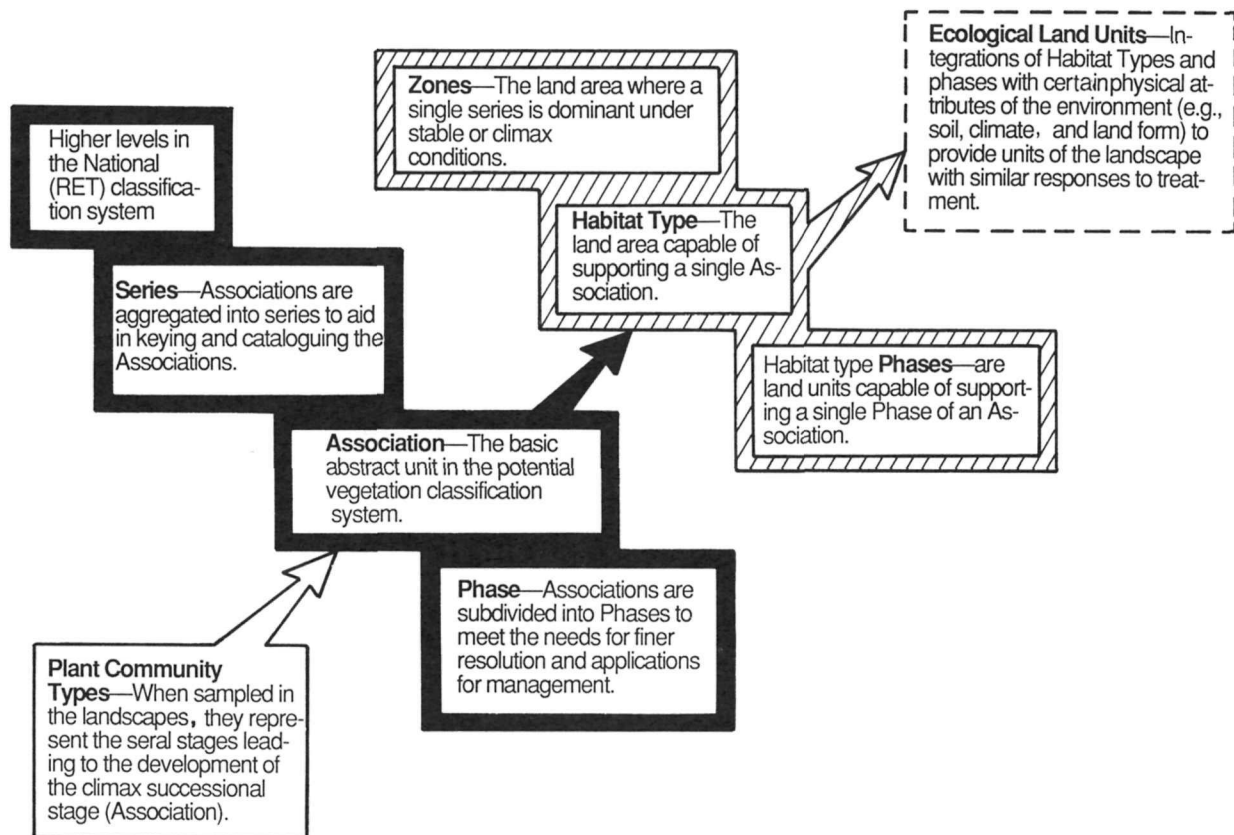 Higher levels in
the National
(RET) classifica-
tion system
Series—Associations are
aggregated into series to aid
in keying and cataloguing the
Associations.
Association—The basic
abstract unit in the potential
vegetation classification
system.
Phase—Associations are
subdivided into Phases to
meet the needs for finer
resolution and applications
for management.
Plant Community
Types—When sampled in
the landscapes, they repre-
sent the seral stages lead-
ing to the development of
the climax successional
stage (Association).
Zones—The land area where a
single series is dominant under
stable or climax
conditions.
Habitat Type—The
land area capable of
supporting a single As-
sociation.
Habitat type Phases—are
land units capable of support-
ing a single Phase of an As-
sociation.
Ecological Land Units—In-
tegrations of Habitat Types and
phases with certainphysical at-
tributes of the environment (e.g.,
soil, climate, and land form) to
provide units of the landscape
with similar responses to treat-
ment.